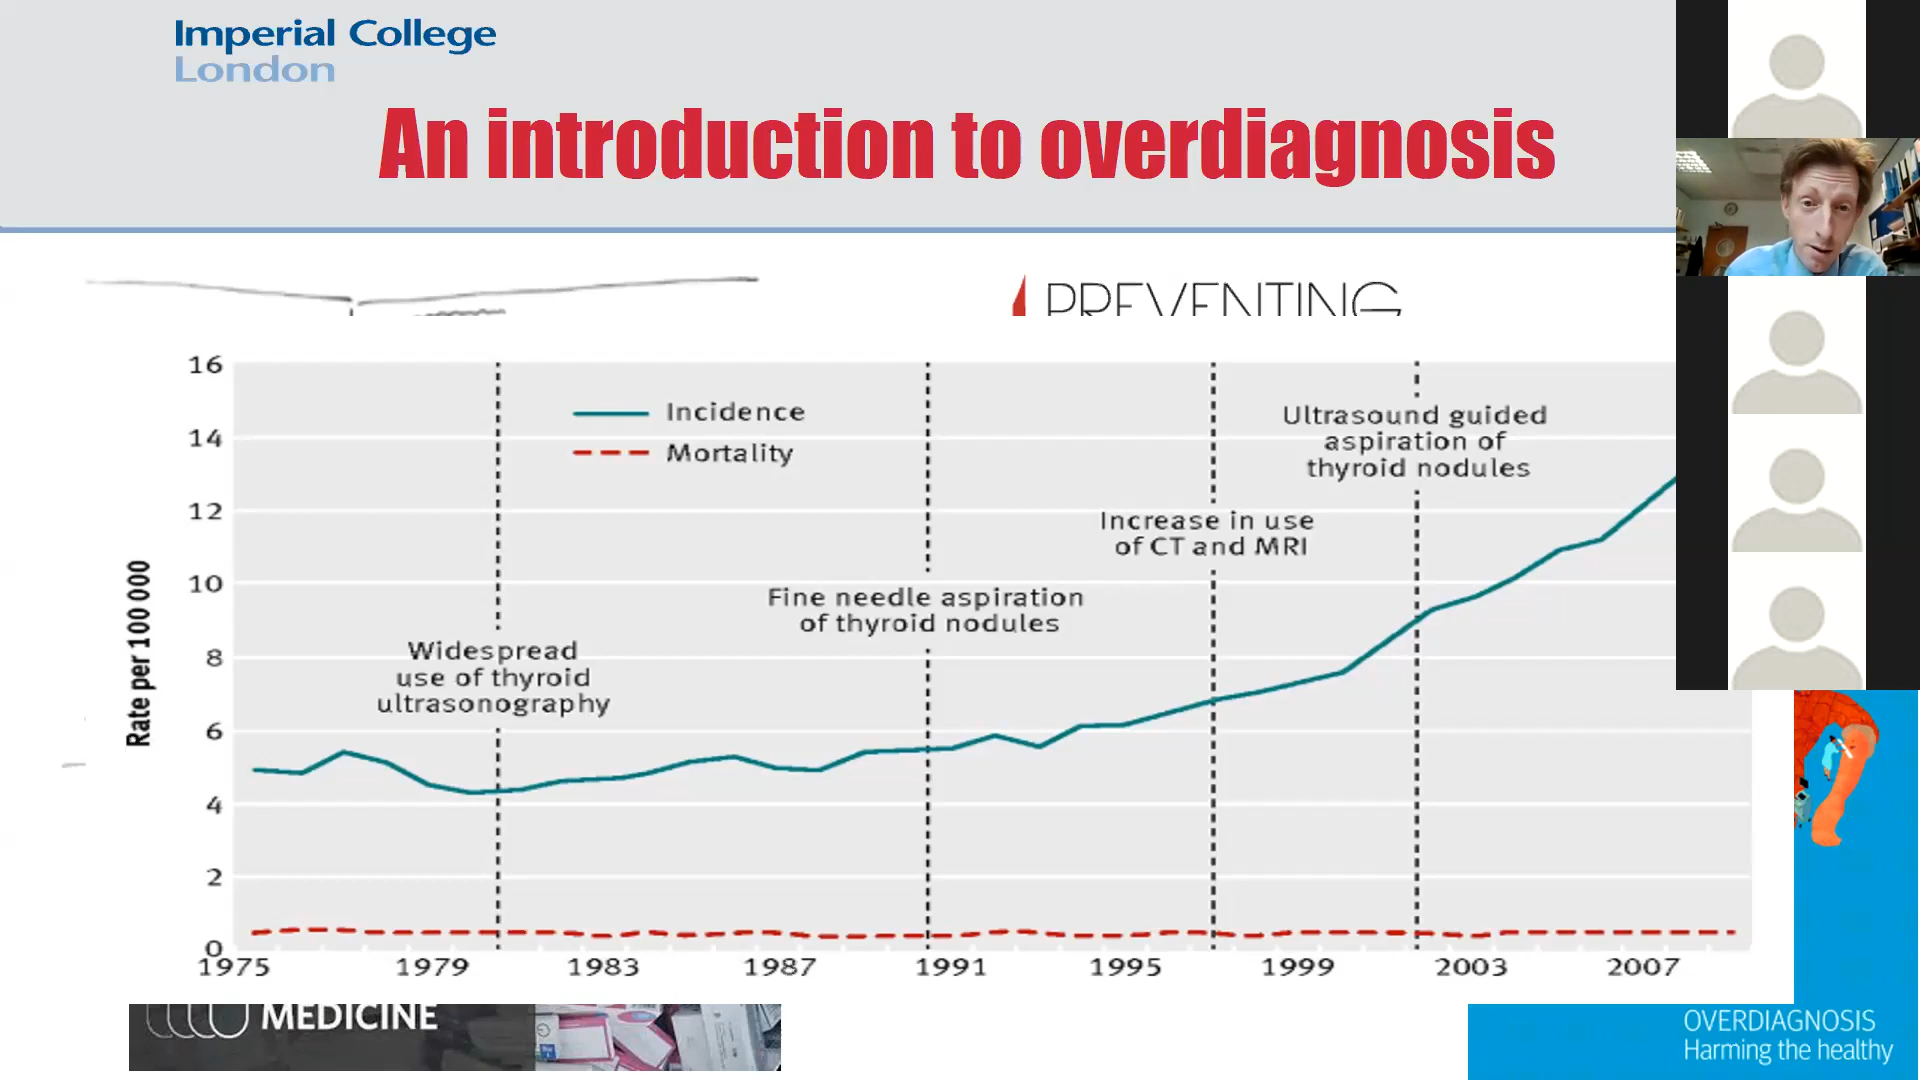 Imperial College
London
An introduction to overdiagnosis
PREVENTING
16
14
12
10
8
6
4
2
0
Rate per 100 000
Incidence
Mortality
Widespread
use of thyroid
ultrasonography
Fine needle aspiration
of thyroid nodules
Increase in use
of CT and MRI
Ultrasound guided
aspiration of
thyroid nodules
1975 1979 1983 1987 1991 1995 1999 2003 2007
MEDICINE
OVERDIAGNOSIS
Harming the healthy